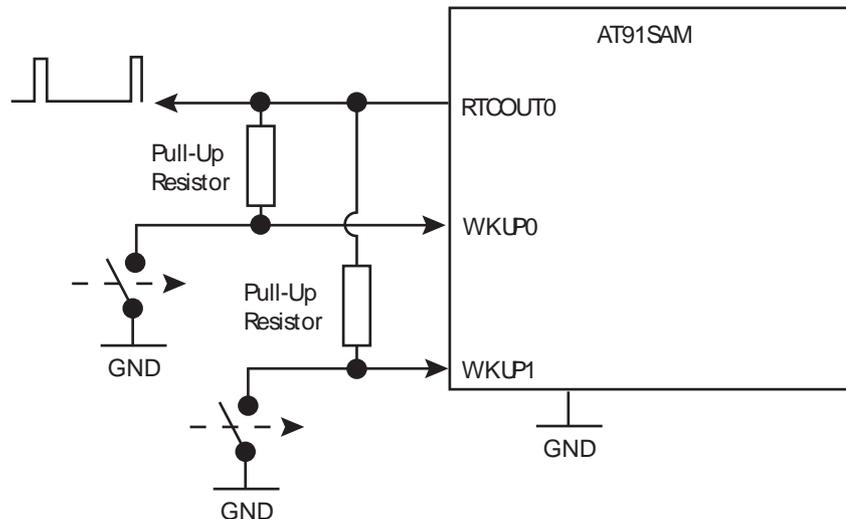 AT91SAM
RTCOUT0
Pull-Up
Resistor
WKUP0
Pull-Up
Resistor
GND
WKUP1
GND
GND